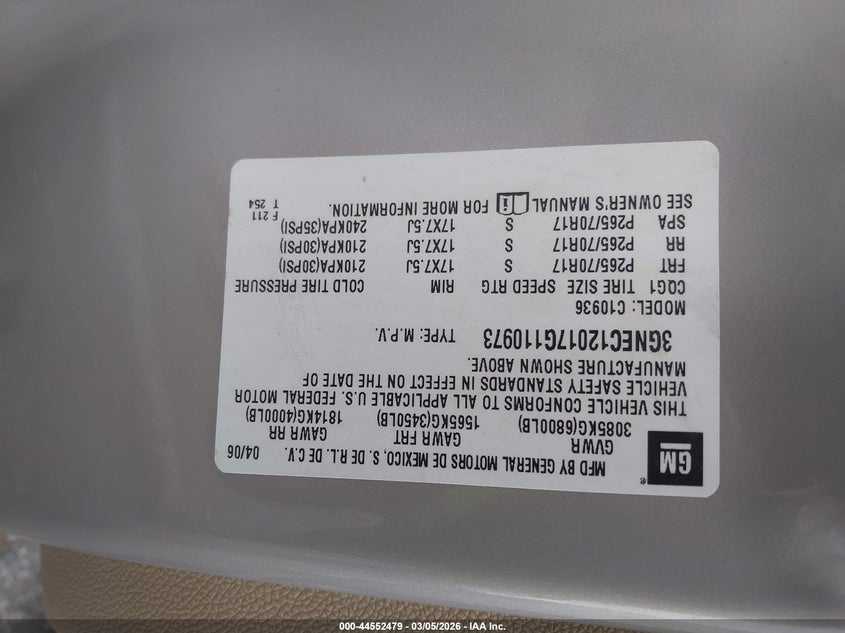 GM
MFD BY GENERAL MOTORS DE MEXICO, S. DE R.L. DE C.V. 04/06
GVWR GAWR FRT GAWR RR
3085KG(6800LB) 1565KG(3450LB) 1814KG(4000LB)
THIS VEHICLE CONFORMS TO ALL APPLICABLE U.S. FEDERAL MOTOR
VEHICLE SAFETY STANDARDS IN EFFECT ON THE DATE OF
MANUFACTURE SHOWN ABOVE.
3GNEC12017G110973 TYPE: M.P.V.
MODEL: C10936
CQG1 TIRE SIZE SPEED RTG RIM COLD TIRE PRESSURE
FRT P265/70R17 S 17X7.5J 210KPA(30PSI)
RR P265/70R17 S 17X7.5J 210KPA(30PSI)
SPA P265/70R17 S 17X7.5J 240KPA(35PSI)
SEE OWNER'S MANUAL i FOR MORE INFORMATION.
F 211
T 254
000-44552479 - 03/05/2026 - IAA Inc.